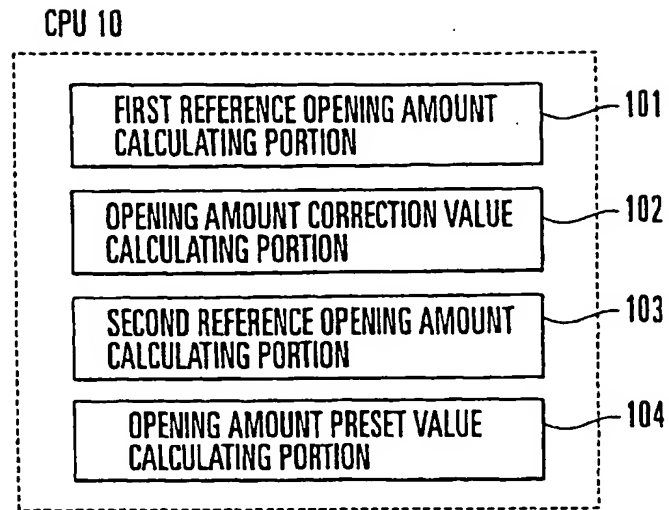 CPU 10
FIRST REFERENCE OPENING AMOUNT
CALCULATING PORTION
101
OPENING AMOUNT CORRECTION VALUE
CALCULATING PORTION
102
SECOND REFERENCE OPENING AMOUNT
CALCULATING PORTION
103
OPENING AMOUNT PRESET VALUE
CALCULATING PORTION
104